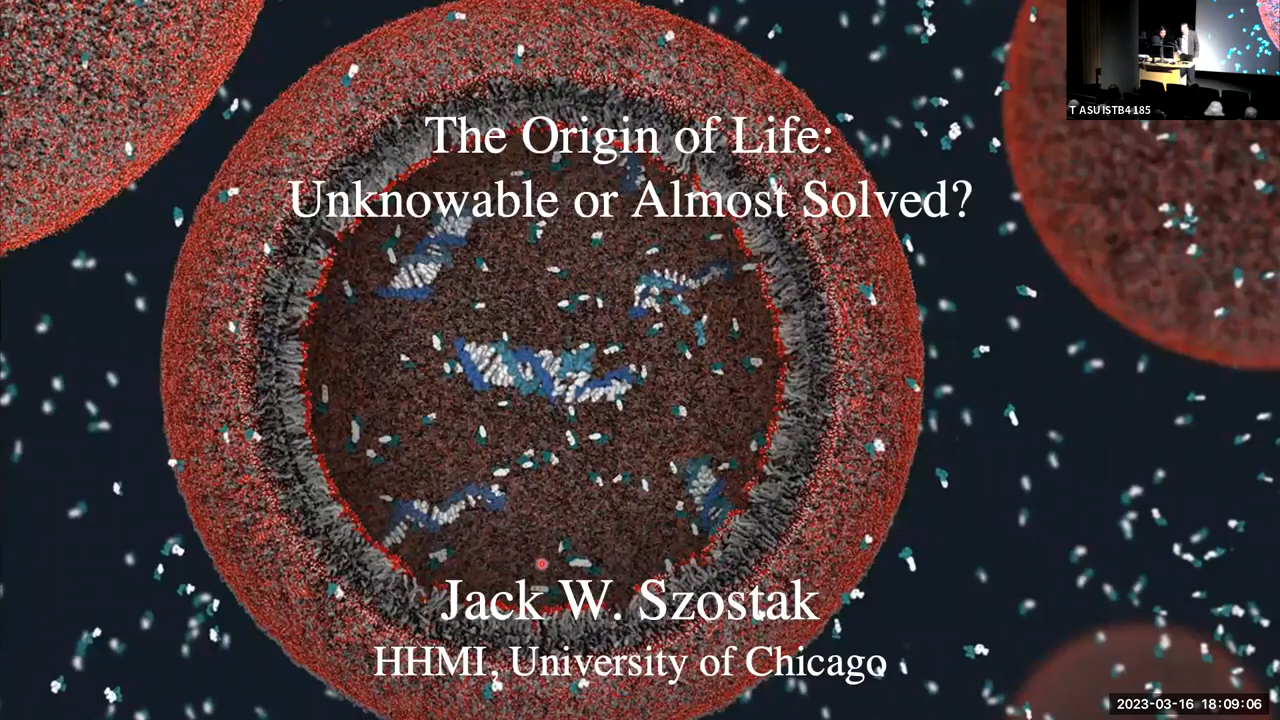 The Origin of Life:
Unknowable or Almost Solved?
T ASU ISTB4 185
Jack W. Szostak
HHMI, University of Chicago
2023-03-16 18:09:06